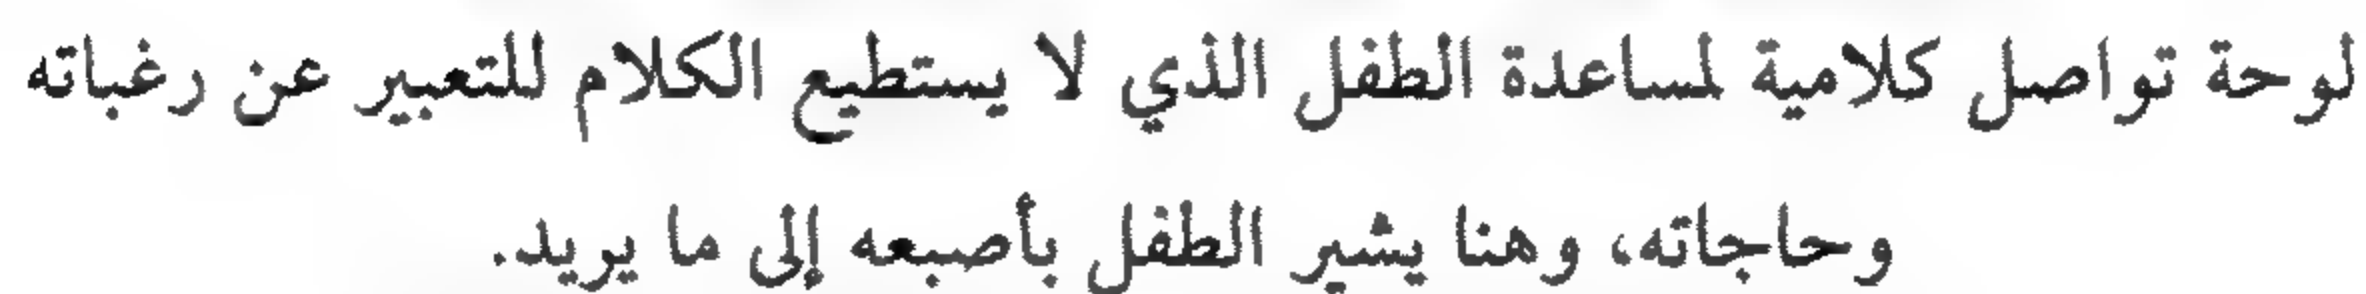 لوحة تواصل كلامية لمساعدة الطفل الذي لا يستطيع الكلام للتعبير عن رغباته
وحاجاته، وهنا يشير الطفل بأصبعه إلى ما يريد.